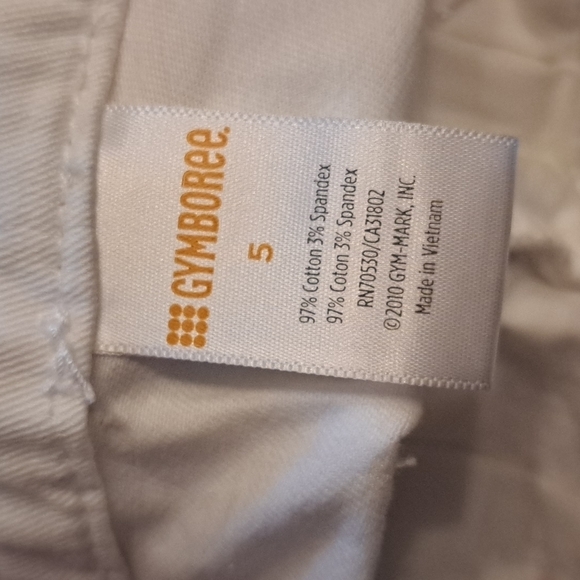 GYMBOREE.
5
97% Cotton 3% Spandex
97% Coton 3% Spandex
RN70530/CA31802
©2010 GYM-MARK, INC.
Made in Vietnam